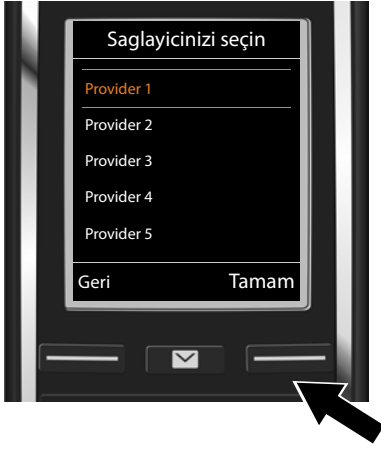 Saglayicinizi seçin
Provider 1
Provider 2
Provider 3
Provider 4
Provider 5
Geri Tamam